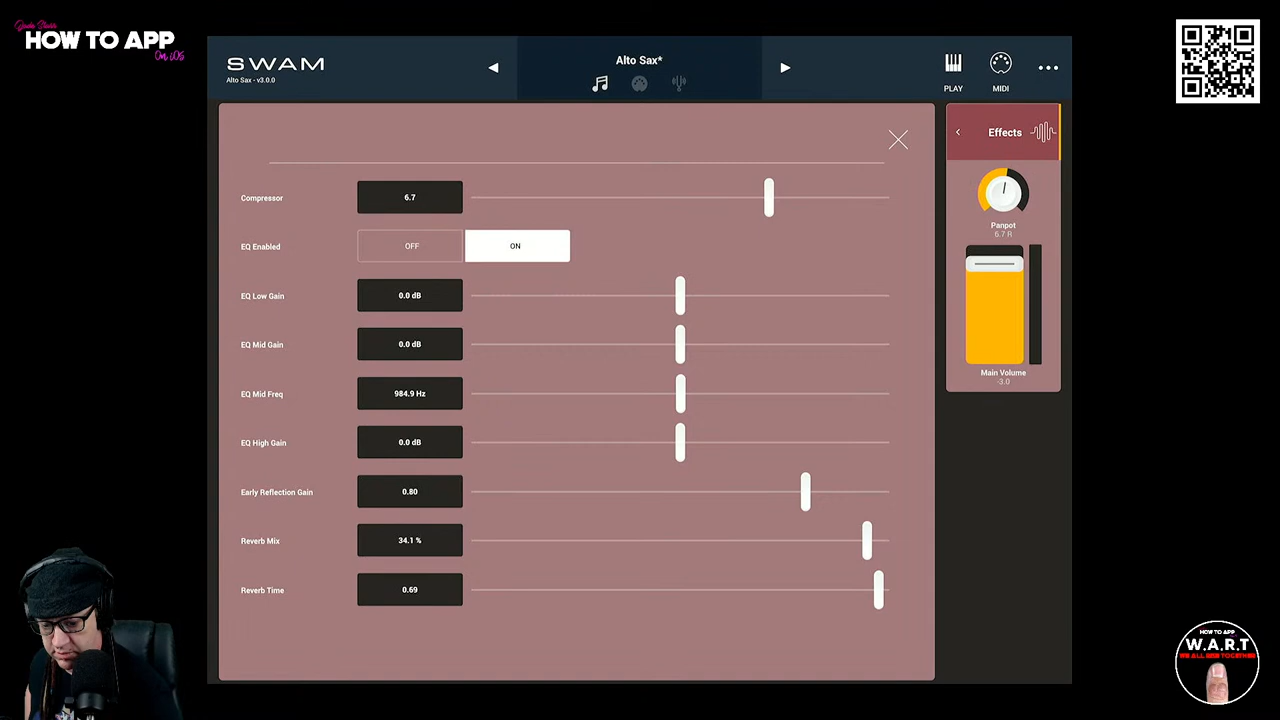 HOW TO APP
On iOS
SWAM
Alto Sax - v3.0.0
Alto Sax*
PLAY
MIDI
Effects
Compressor
6.7
EQ Enabled
OFF
ON
EQ Low Gain
0.0 dB
EQ Mid Gain
0.0 dB
EQ Mid Freq
984.9 Hz
EQ High Gain
0.0 dB
Early Reflection Gain
0.80
Reverb Mix
34.1 %
Reverb Time
0.69
Panpot
6.7 R
Main Volume
-3.0
HOW TO APP
W.A.R.T